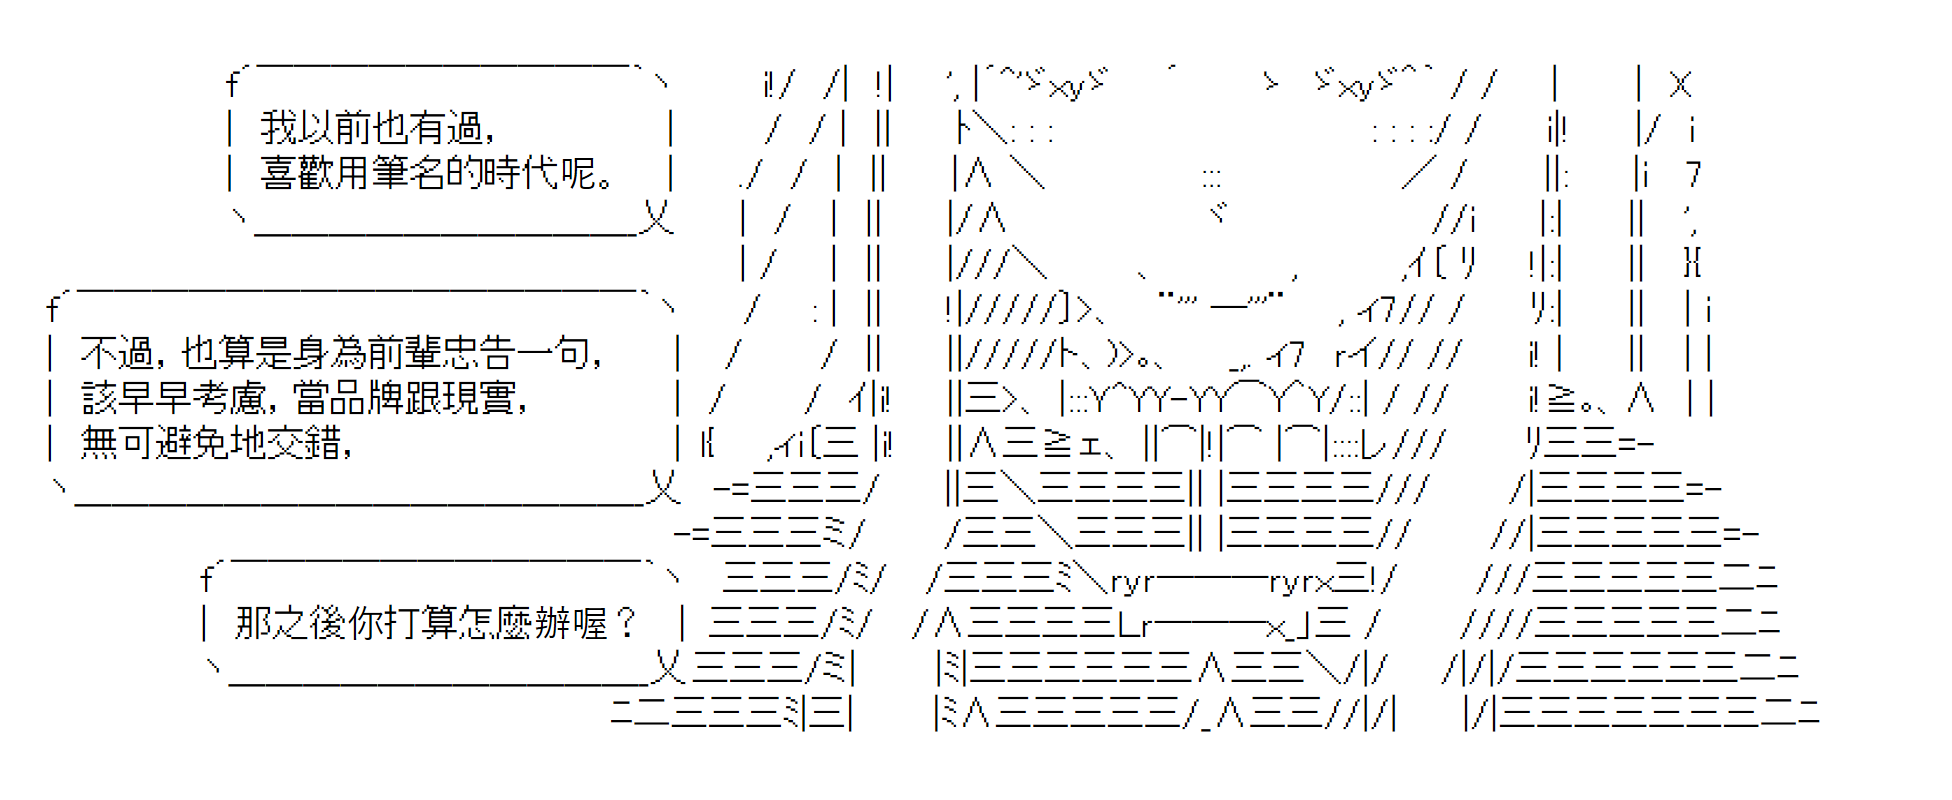 我以前也有過，
喜歡用筆名的時代呢。
不過，也算是身為前輩忠告一句，
該早早考慮，當品牌跟現實，
無可避免地交錯，
那之後你打算怎麼辦喔？